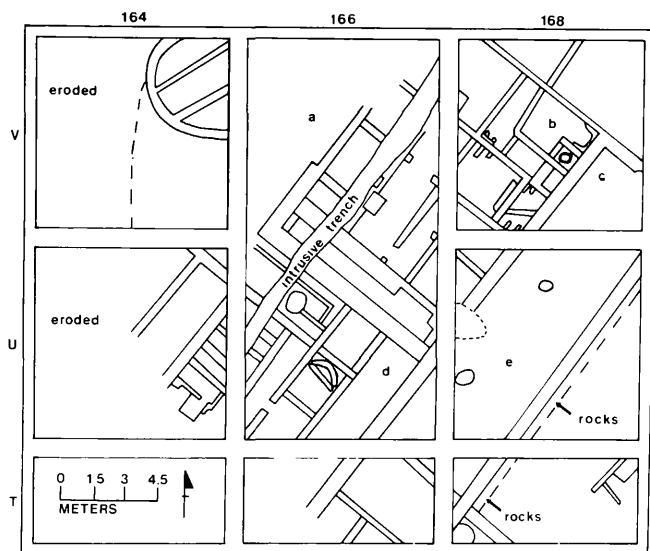 164 166 168
V
eroded
a
intrusive trench
b
c
U
eroded
d
e
rocks
T
0 1.5 3 4.5
METERS
rocks